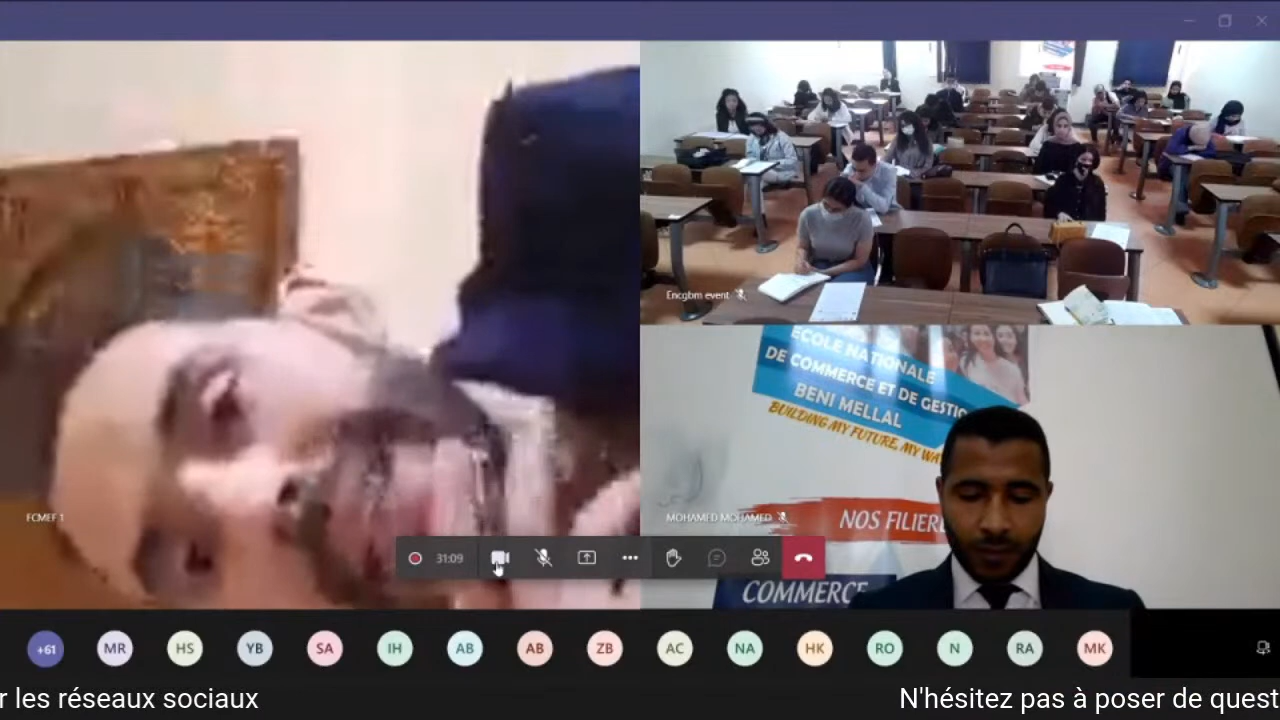 Encgbm event
ECOLE NATIONALE
DE COMMERCE ET DE GESTIO
BENI MELLAL
BUILDING MY FUTURE, MY WA
FCMEF 1
MOHAMED MOHAMED
NOS FILIER
31:09
COMMERCE
+61 MR HS YB SA IH AB AB ZB AC NA HK RO N RA MK
r les réseaux sociaux
N'hésitez pas à poser de quest